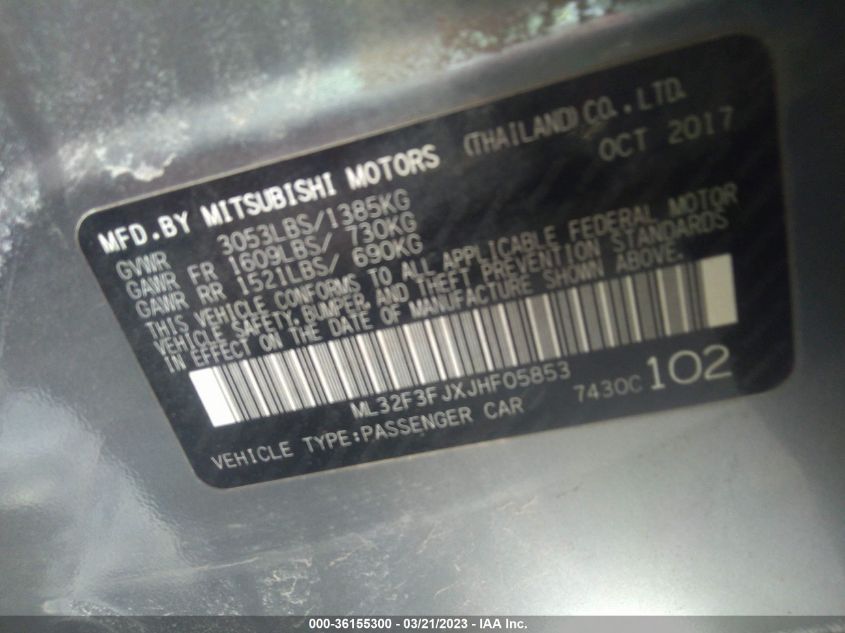 MFD.BY MITSUBISHI MOTORS (THAILAND) CO.,LTD.
OCT 2017
GVWR 3053LBS/1385KG
GAWR FR 1609LBS/ 730KG
GAWR RR 1521LBS/ 690KG
THIS VEHICLE CONFORMS TO ALL APPLICABLE FEDERAL MOTOR
VEHICLE SAFETY, BUMPER, AND THEFT PREVENTION STANDARDS
IN EFFECT ON THE DATE OF MANUFACTURE SHOWN ABOVE.
ML32F3FJXJHF05853
7430C 102
VEHICLE TYPE:PASSENGER CAR
000-36155300 - 03/21/2023 - IAA Inc.